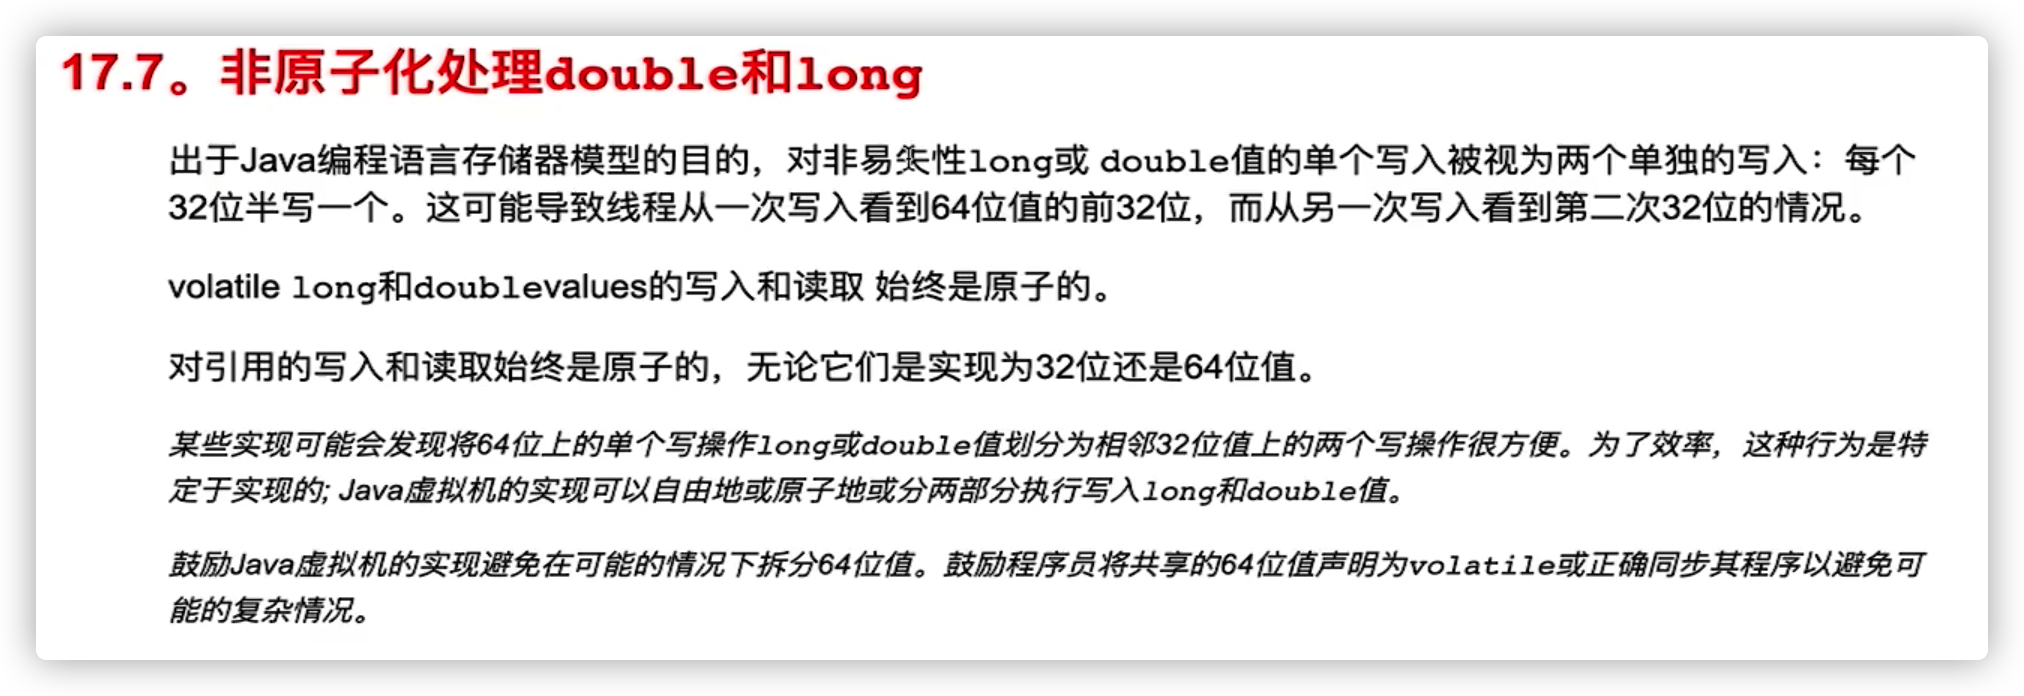 17.7。非原子化处理double和long
出于Java编程语言存储器模型的目的，对非易失性long或 double值的单个写入被视为两个单独的写入：每个
32位半写一个。这可能导致线程从一次写入看到64位值的前32位，而从另一次写入看到第二次32位的情况。
volatile long和doublevalues的写入和读取 始终是原子的。
对引用的写入和读取始终是原子的，无论它们是实现为32位还是64位值。
某些实现可能会发现将64位上的单个写操作long或double值划分为相邻32位值上的两个写操作很方便。为了效率，这种行为是特
定于实现的; Java虚拟机的实现可以自由地或原子地或分两部分执行写入long和double值。
鼓励Java虚拟机的实现避免在可能的情况下拆分64位值。鼓励程序员将共享的64位值声明为volatile或正确同步其程序以避免可
能的复杂情况。